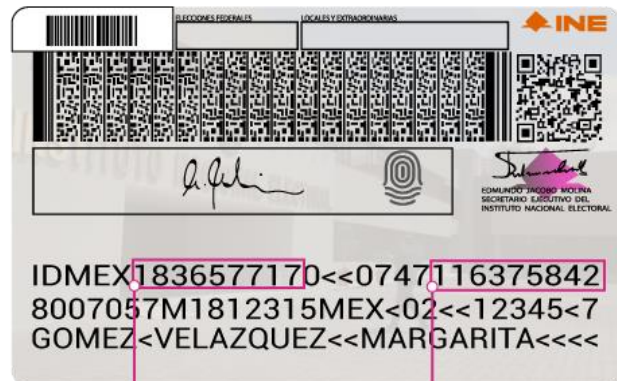 ELECCIONES FEDERALES
LOCALES Y EXTRAORDINARIAS
INE
EDMUNDO JACOBO MOLINA
SECRETARIO EJECUTIVO DEL
INSTITUTO NACIONAL ELECTORAL
IDMEX1836577170<<0747116375842
8007057M1812315MEX<02<<12345<7
GOMEZ<VELAZQUEZ<<MARGARITA<<<<